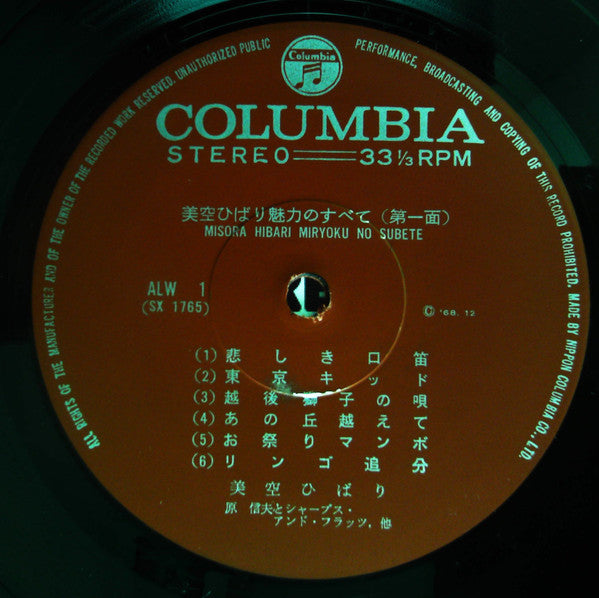 ALL RIGHTS OF THE MANUFACTURER AND OF THE OWNER OF THE RECORDED WORK RESERVED. UNAUTHORIZED PUBLIC PERFORMANCE, BROADCASTING AND COPYING OF THIS RECORD PROHIBITED. MADE BY NIPPON COLUMBIA CO., LTD.
Columbia
COLUMBIA
STEREO 33 1/3 RPM
美空ひばり魅力のすべて (第一面)
MISORA HIBARI MIRYOKU NO SUBETE
ALW 1
(SX 1765)
Ⓒ '68. 12
(1) 悲しき口笛
(2) 東京キッド
(3) 越後獅子の唄
(4) あの丘越えて
(5) お祭りマンボ
(6) リンゴ追分
美空ひばり
原 信夫とシャープス・
アンド・フラッツ, 他